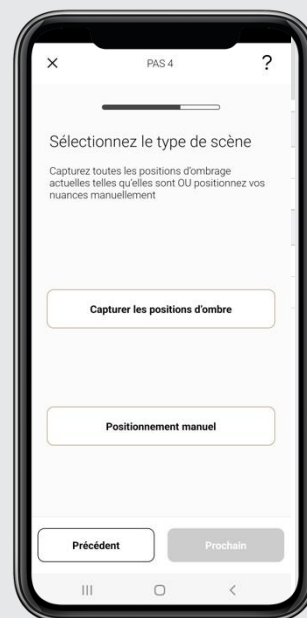 PAS 4
?
Sélectionnez le type de scène
Capturez toutes les positions d'ombrage
actuelles telles qu'elles sont OU positionnez vos
nuances manuellement
Capturer les positions d'ombre
Positionnement manuel
Précédent
Prochain